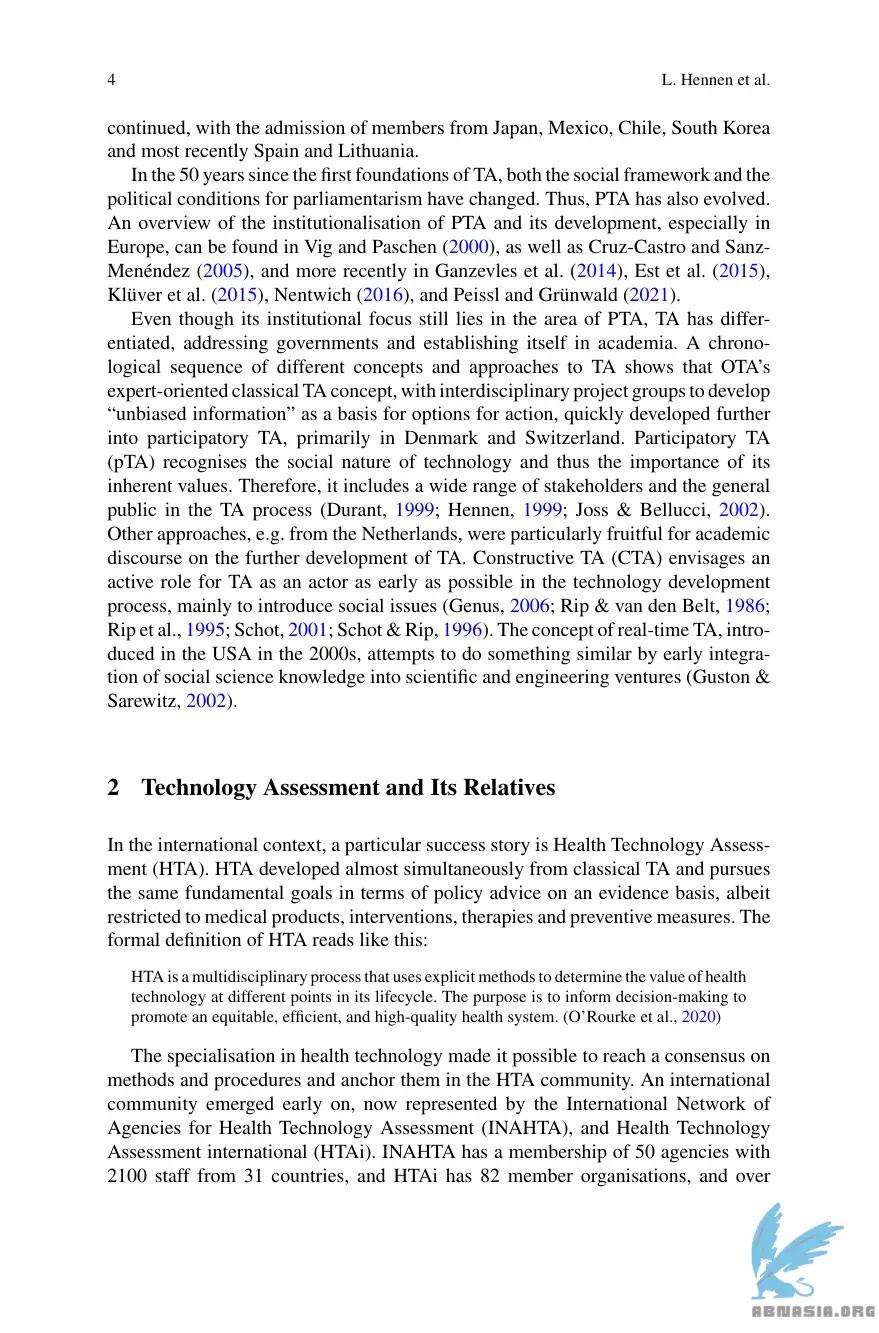 4 L. Hennen et al.
continued, with the admission of members from Japan, Mexico, Chile, South Korea
and most recently Spain and Lithuania.
In the 50 years since the first foundations of TA, both the social framework and the
political conditions for parliamentarism have changed. Thus, PTA has also evolved.
An overview of the institutionalisation of PTA and its development, especially in
Europe, can be found in Vig and Paschen (2000), as well as Cruz-Castro and Sanz-
Menéndez (2005), and more recently in Ganzevles et al. (2014), Est et al. (2015),
Klüver et al. (2015), Nentwich (2016), and Peissl and Grünwald (2021).
Even though its institutional focus still lies in the area of PTA, TA has differ-
entiated, addressing governments and establishing itself in academia. A chrono-
logical sequence of different concepts and approaches to TA shows that OTA’s
expert-oriented classical TA concept, with interdisciplinary project groups to develop
“unbiased information” as a basis for options for action, quickly developed further
into participatory TA, primarily in Denmark and Switzerland. Participatory TA
(pTA) recognises the social nature of technology and thus the importance of its
inherent values. Therefore, it includes a wide range of stakeholders and the general
public in the TA process (Durant, 1999; Hennen, 1999; Joss & Bellucci, 2002).
Other approaches, e.g. from the Netherlands, were particularly fruitful for academic
discourse on the further development of TA. Constructive TA (CTA) envisages an
active role for TA as an actor as early as possible in the technology development
process, mainly to introduce social issues (Genus, 2006; Rip & van den Belt, 1986;
Rip et al., 1995; Schot, 2001; Schot & Rip, 1996). The concept of real-time TA, intro-
duced in the USA in the 2000s, attempts to do something similar by early integra-
tion of social science knowledge into scientific and engineering ventures (Guston &
Sarewitz, 2002).
2 Technology Assessment and Its Relatives
In the international context, a particular success story is Health Technology Assess-
ment (HTA). HTA developed almost simultaneously from classical TA and pursues
the same fundamental goals in terms of policy advice on an evidence basis, albeit
restricted to medical products, interventions, therapies and preventive measures. The
formal definition of HTA reads like this:
HTA is a multidisciplinary process that uses explicit methods to determine the value of health
technology at different points in its lifecycle. The purpose is to inform decision-making to
promote an equitable, efficient, and high-quality health system. (O’Rourke et al., 2020)
The specialisation in health technology made it possible to reach a consensus on
methods and procedures and anchor them in the HTA community. An international
community emerged early on, now represented by the International Network of
Agencies for Health Technology Assessment (INAHTA), and Health Technology
Assessment international (HTAi). INAHTA has a membership of 50 agencies with
2100 staff from 31 countries, and HTAi has 82 member organisations, and over
ABNASIA.ORG